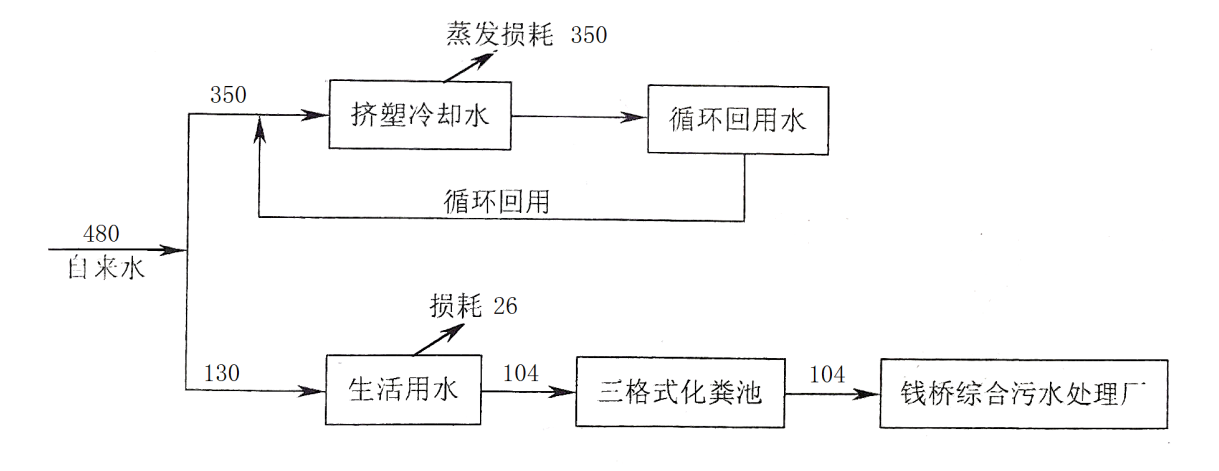 蒸发损耗 350
350
挤塑冷却水
循环回用水
循环回用
480
自来水
损耗 26
130
生活用水
104
三格式化粪池
104
钱桥综合污水处理厂